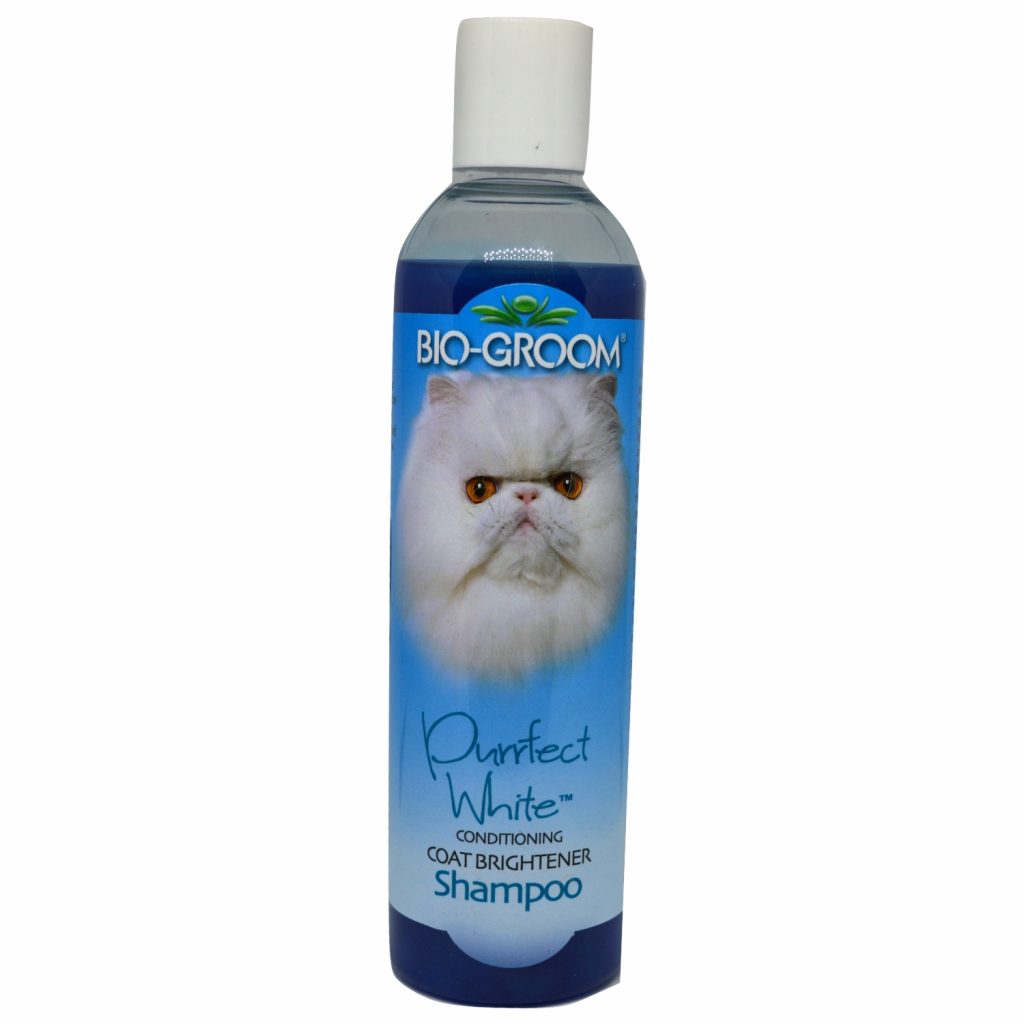 BIO-GROOM®
Purrfect
White™
CONDITIONING
COAT BRIGHTENER
Shampoo